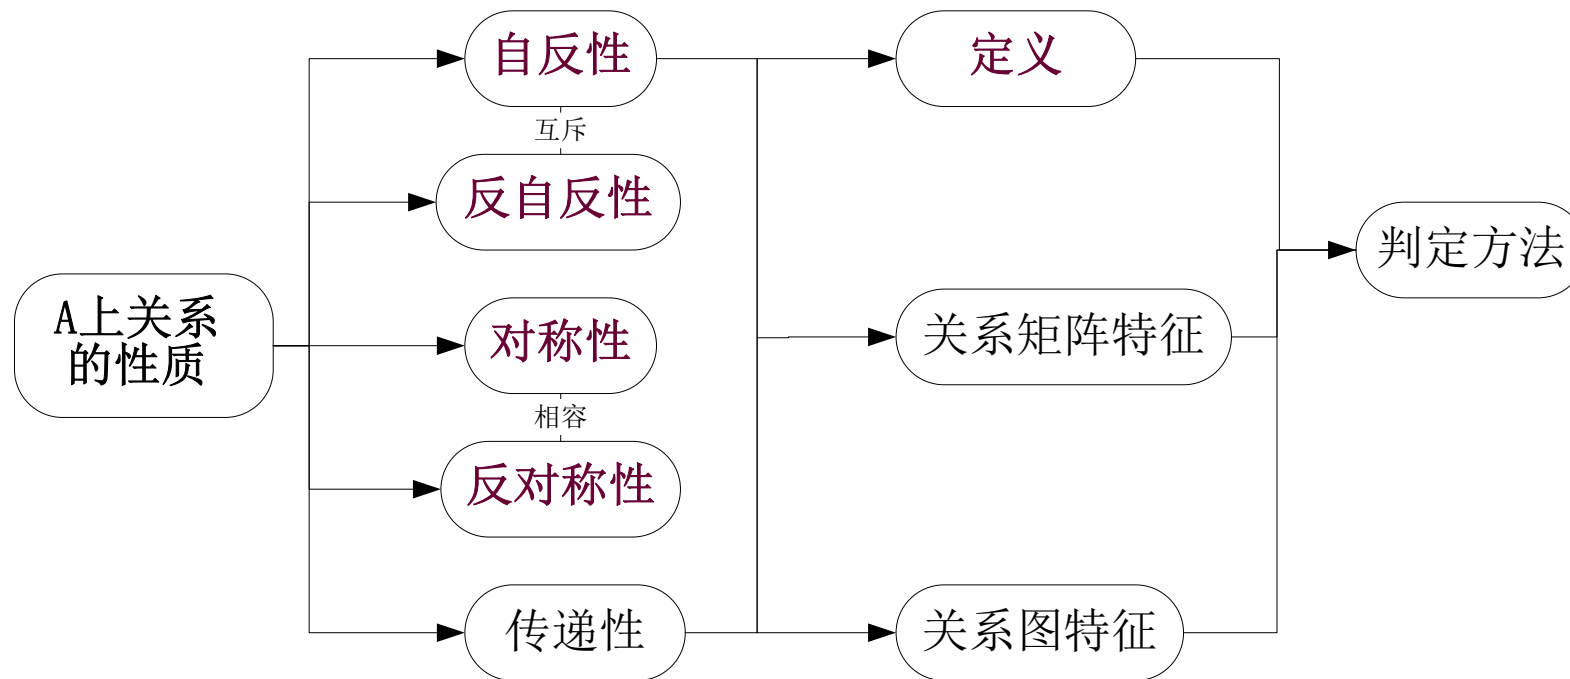 自反性
定义
互斥
反自反性
判定方法
A上关系
的性质
对称性
关系矩阵特征
相容
反对称性
传递性
关系图特征